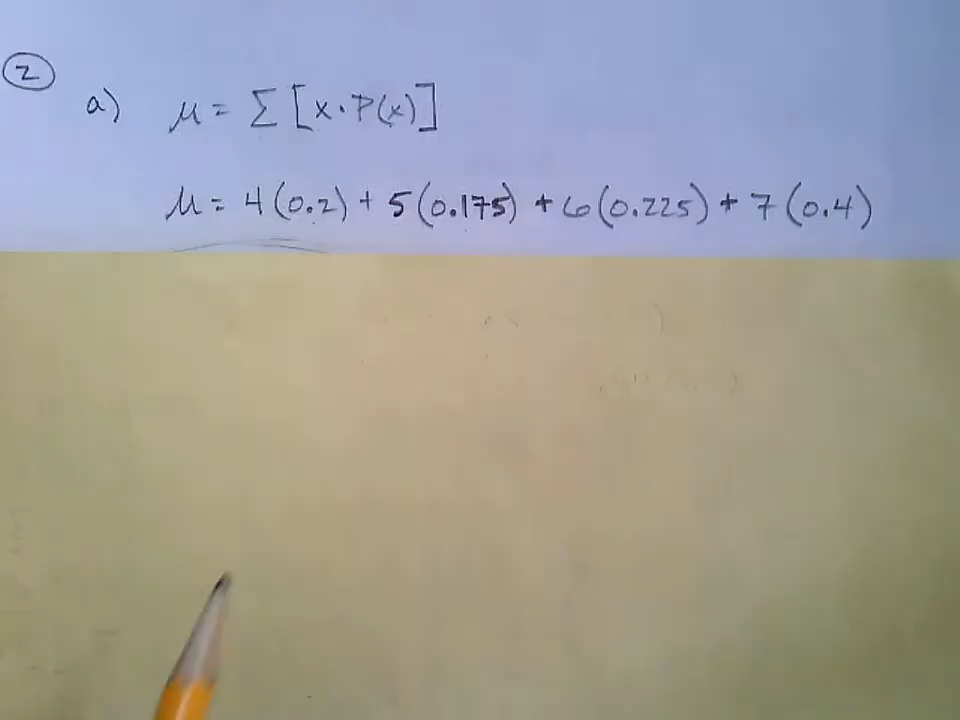 2
a) μ = Σ [x · P(x)]
μ = 4(0.2) + 5(0.175) + 6(0.225) + 7(0.4)